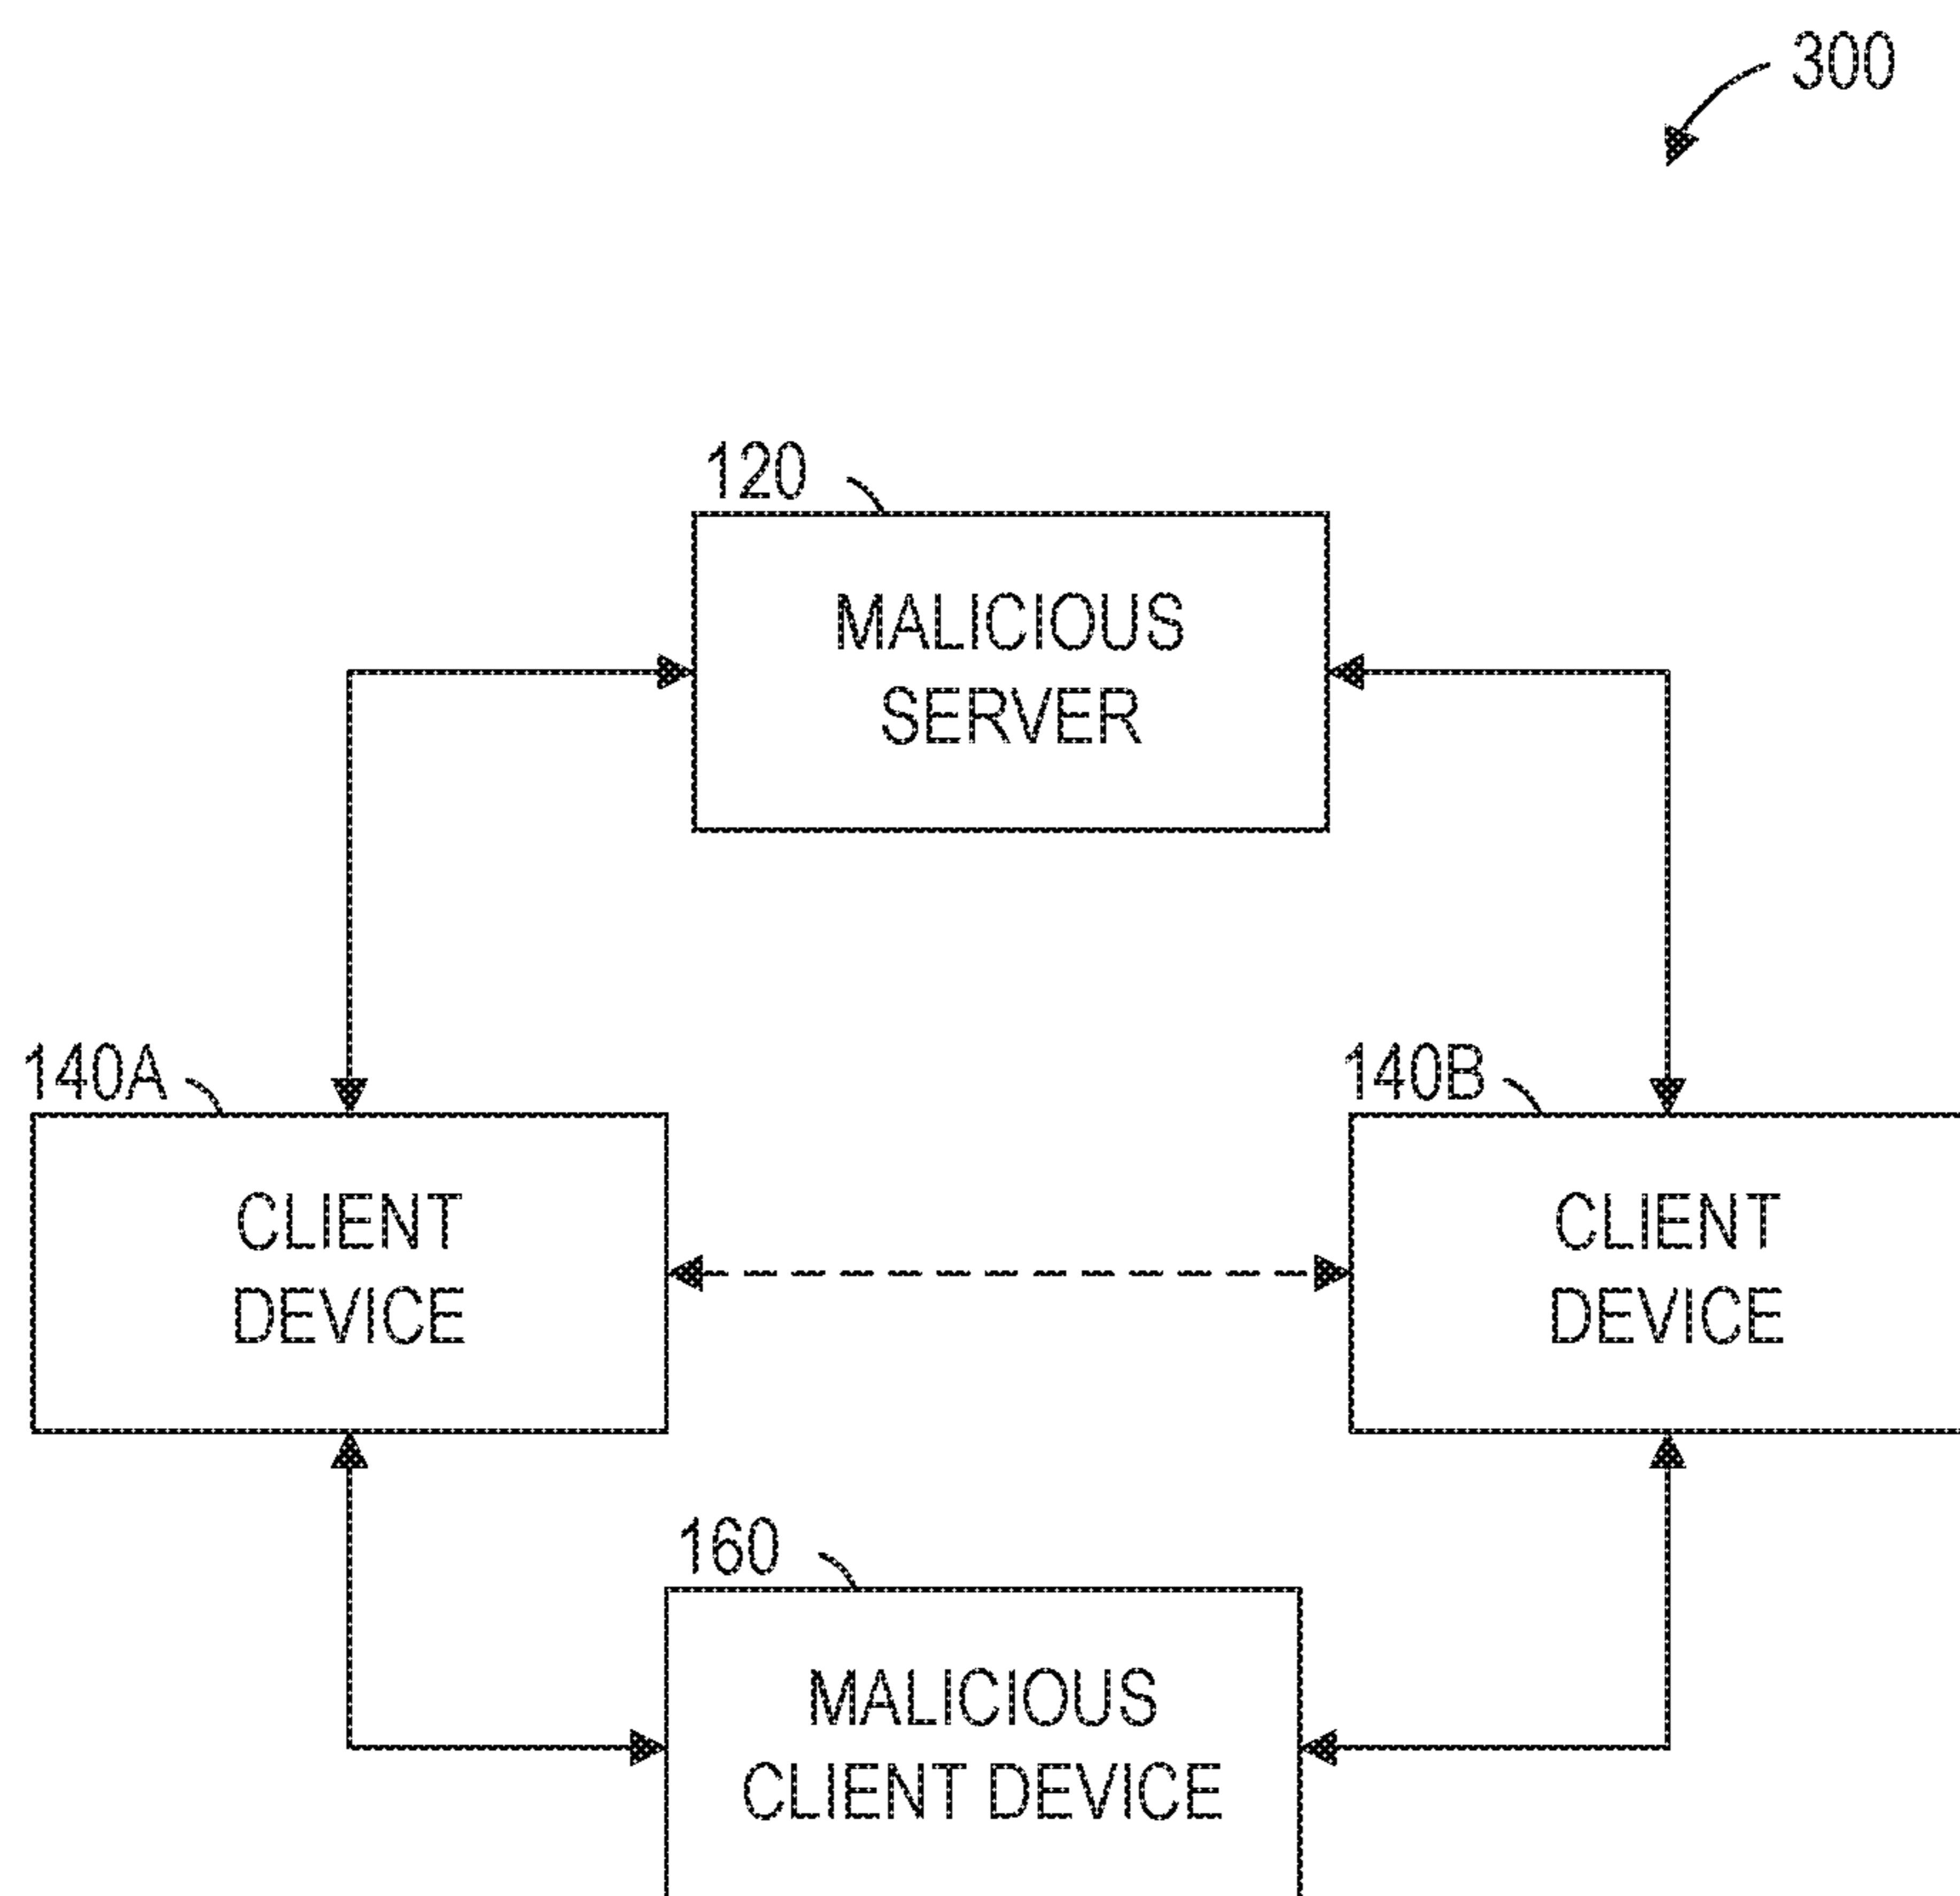 300
120
MALICIOUS
SERVER
140A
140B
CLIENT
DEVICE
CLIENT
DEVICE
160
MALICIOUS
CLIENT DEVICE